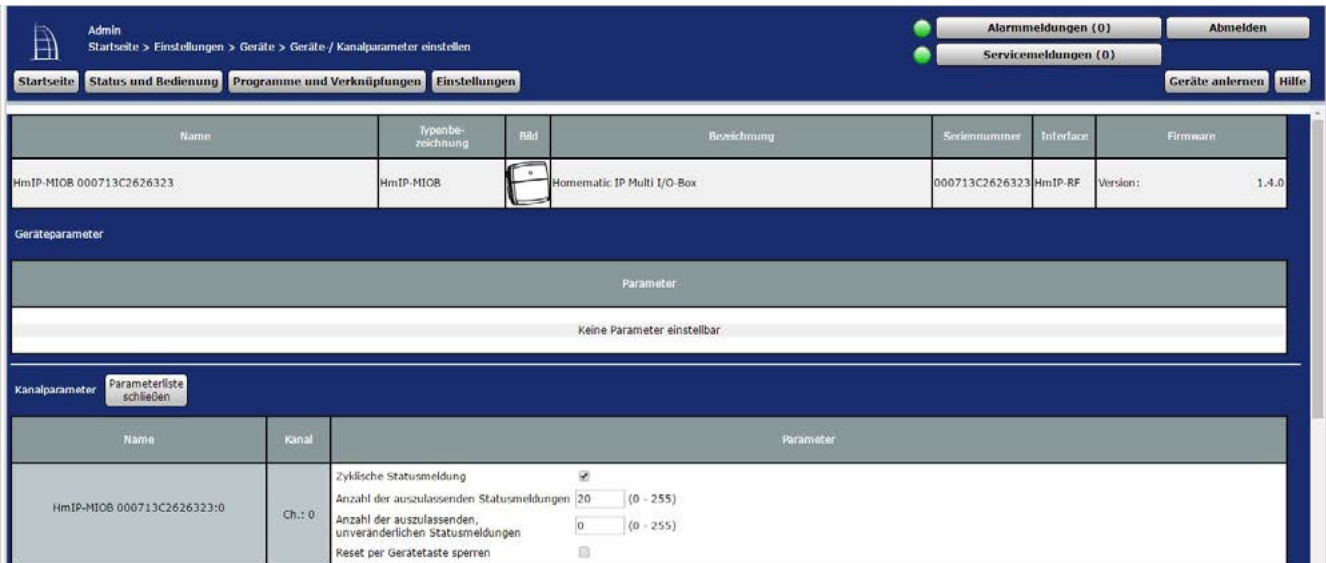 Admin
Startseite > Einstellungen > Geräte > Geräte-/ Kanalparameter einstellen
Alarmmeldungen (0)
Abmelden
Servicemeldungen (0)
Startseite
Status und Bedienung
Programme und Verknüpfungen
Einstellungen
Geräte anlernen
Hilfe
Name
Typenbe-
zeichnung
Bild
Bezeichnung
Seriennummer
Interface
Firmware
HmIP-MIOB 000713C2626323
HmIP-MIOB
Homematic IP Multi I/O-Box
000713C2626323
HmIP-RF
Version:
1.4.0
Geräteparameter
Parameter
Keine Parameter einstellbar
Kanalparameter
Parameterliste
schließen
Name
Kanal
Parameter
HmIP-MIOB 000713C2626323:0
Ch.: 0
Zyklische Statusmeldung
Anzahl der auszulassenden Statusmeldungen 20 (0 - 255)
Anzahl der auszulassenden,
unveränderlichen Statusmeldungen
0 (0 - 255)
Reset per Gerätetaste sperren